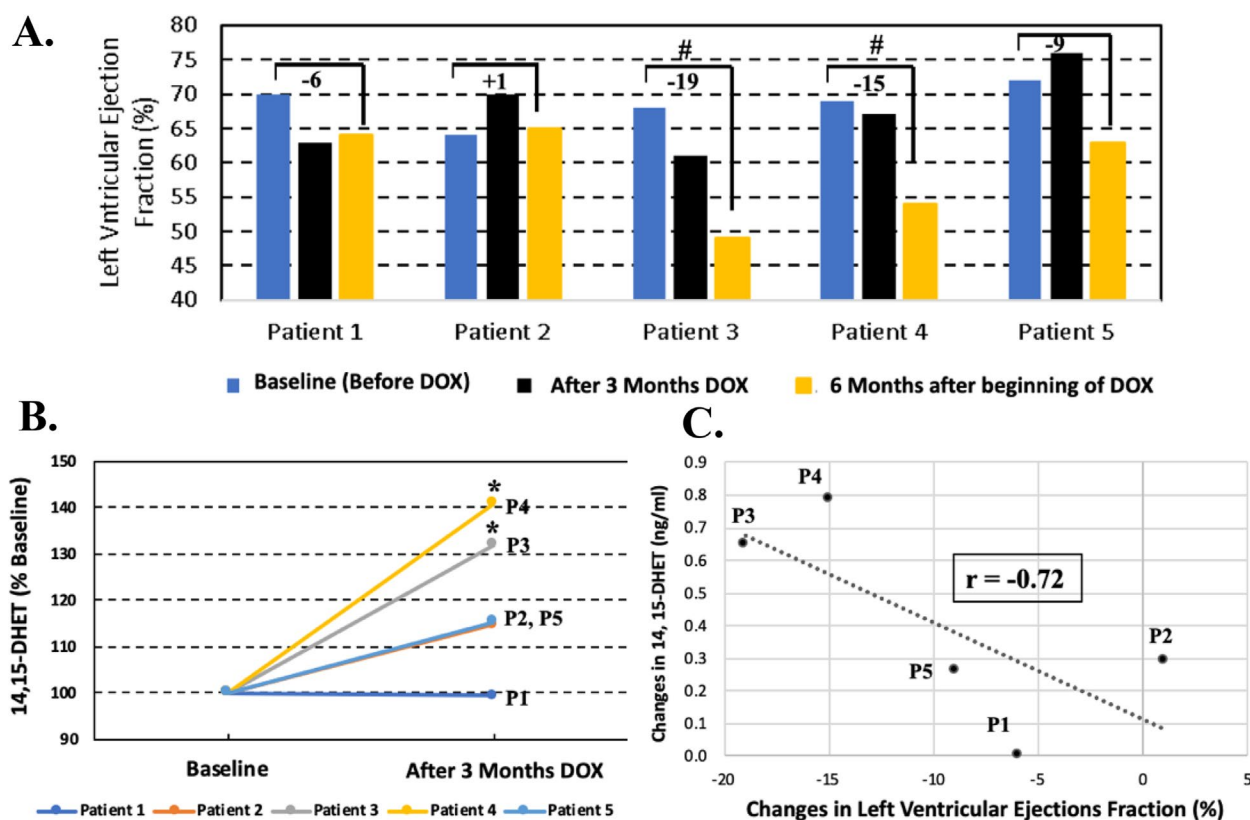 A.
Left Vntricular Ejection
Fraction (%)
80
75
70
65
60
55
50
45
40
-6
+1
#
-19
#
-15
-9
Patient 1 Patient 2 Patient 3 Patient 4 Patient 5
Baseline (Before DOX) After 3 Months DOX 6 Months after beginning of DOX
B.
14,15-DHET (% Baseline)
150
140
130
120
110
100
90
*
P4
*
P3
P2, P5
P1
Baseline After 3 Months DOX
Patient 1 Patient 2 Patient 3 Patient 4 Patient 5
C.
Changes in 14, 15-DHET (ng/ml)
0.9
0.8
0.7
0.6
0.5
0.4
0.3
0.2
0.1
0.0
P4
P3
r = -0.72
P2
P5
P1
-20 -15 -10 -5 0 5
Changes in Left Ventricular Ejections Fraction (%)